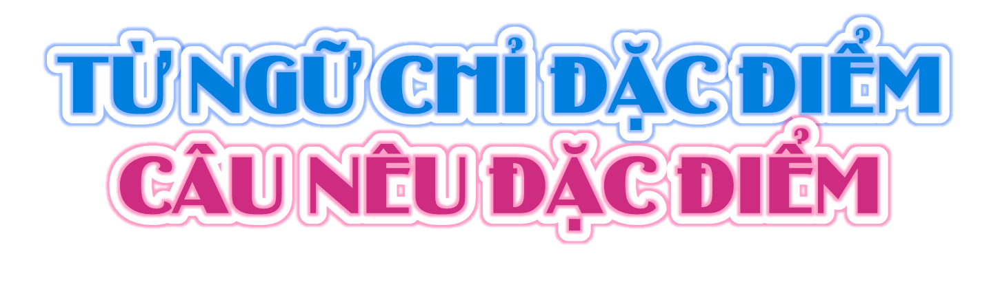 TỪ NGỮ CHỈ ĐẶC ĐIỂM
CÂU NÊU ĐẶC ĐIỂM